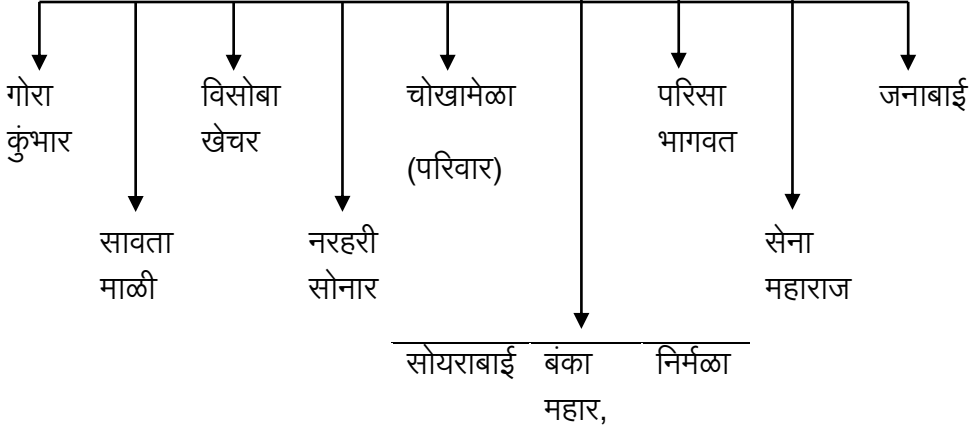 गोरा
कुंभार
विसोबा
खेचर
चोखामेळा
(परिवार)
परिसा
भागवत
जनाबाई
सावता
माळी
नरहरी
सोनार
सेना
महाराज
सोयराबाई
बंका
महार,
निर्मळा